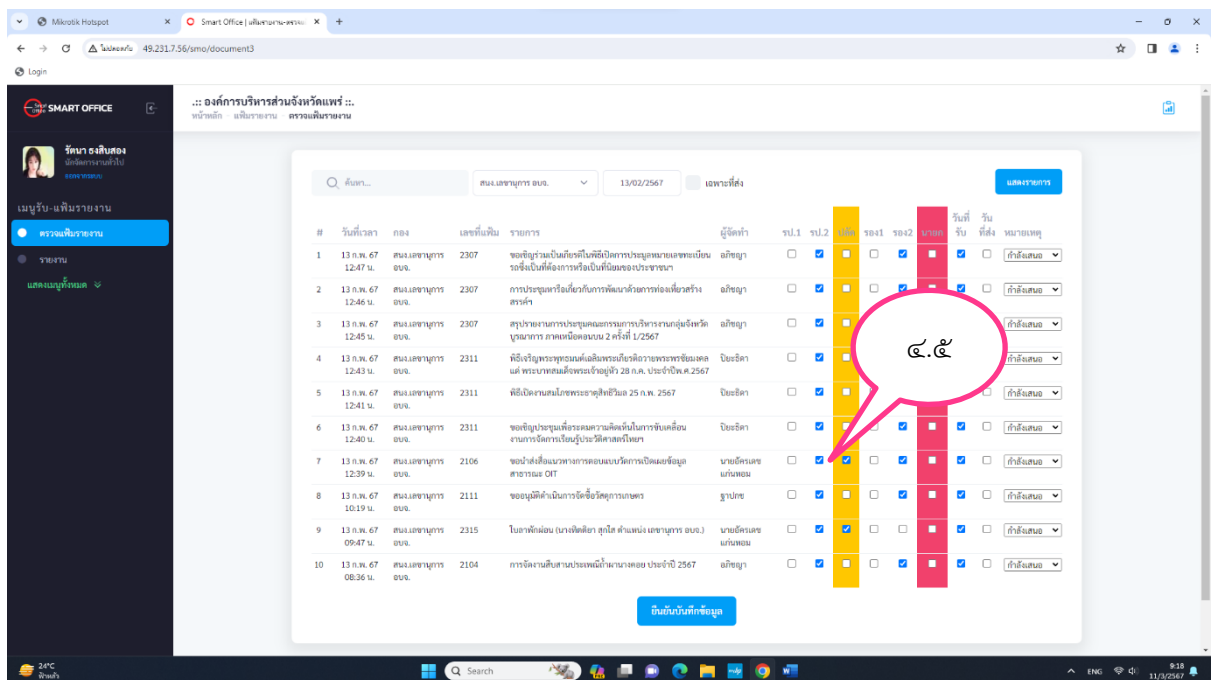 Mikrotik Hotspot
Smart Office | แฟ้มรายงาน-ตรวจแ
ไม่ปลอดภัย 49.231.7.56/smo/document3
Login
SMART OFFICE
.:: องค์การบริหารส่วนจังหวัดแพร่ ::.
หน้าหลัก แฟ้มรายงาน ตรวจแฟ้มรายงาน
รัตนา ธงสิบสอง
นักจัดการงานทั่วไป
ออกจากระบบ
เมนูรับ-แฟ้มรายงาน
ตรวจแฟ้มรายงาน
รายงาน
แสดงเมนูทั้งหมด
ค้นหา... สนง.เลขานุการ อบจ. 13/02/2567 เฉพาะที่ส่ง แสดงรายการ
# วันที่เวลา กอง เลขที่แฟ้ม รายการ ผู้จัดทำ รป.1 รป.2 ปลัด รอง1 รอง2 นายก วันที่รับ วันที่ส่ง หมายเหตุ
1 13 ก.พ. 67 สนง.เลขานุการ 2307 ขอเชิญร่วมเป็นเกียรติในพิธีเปิดการประมูลหมายเลขทะเบียน อภิชญา กำลังเสนอ
12:47 น. อบจ. รถซึ่งเป็นที่ต้องการหรือเป็นที่นิยมของประชาชนฯ
2 13 ก.พ. 67 สนง.เลขานุการ 2307 การประชุมหารือเกี่ยวกับการพัฒนาด้วยการท่องเที่ยวสร้าง อภิชญา กำลังเสนอ
12:46 น. อบจ. สรรค์ฯ
3 13 ก.พ. 67 สนง.เลขานุการ 2307 สรุปรายงานการประชุมคณะกรรมการบริหารงานกลุ่มจังหวัด อภิชญา กำลังเสนอ
12:45 น. อบจ. บูรณาการ ภาคเหนือตอนบน 2 ครั้งที่ 1/2567
4 13 ก.พ. 67 สนง.เลขานุการ 2311 พิธีเจริญพระพุทธมนต์เฉลิมพระเกียรติถวายพระพรชัยมงคล ปิยะธิดา กำลังเสนอ
12:43 น. อบจ. แด่ พระบาทสมเด็จพระเจ้าอยู่หัว 28 ก.ค. ประจำปีพ.ศ.2567
๔.๕
5 13 ก.พ. 67 สนง.เลขานุการ 2311 พิธีเปิดงานสมโภชพระธาตุสิทธิวิมล 25 ก.พ. 2567 ปิยะธิดา กำลังเสนอ
12:41 น. อบจ.
6 13 ก.พ. 67 สนง.เลขานุการ 2311 ขอเชิญประชุมเพื่อระดมความคิดเห็นในการขับเคลื่อน ปิยะธิดา กำลังเสนอ
12:40 น. อบจ. งานการจัดการเรียนรู้ประวัติศาสตร์ไทยฯ
7 13 ก.พ. 67 สนง.เลขานุการ 2106 ขอนำส่งสื่อแนวทางการตอบแบบวัดการเปิดเผยข้อมูล นายอัครเดช กำลังเสนอ
12:39 น. อบจ. สาธารณะ OIT แก่นหอม
8 13 ก.พ. 67 สนง.เลขานุการ 2111 ขออนุมัติดำเนินการจัดซื้อวัสดุการเกษตร ฐาปกช กำลังเสนอ
10:19 น. อบจ.
9 13 ก.พ. 67 สนง.เลขานุการ 2315 ใบลาพักผ่อน (นางทิตติยา สุกใส ตำแหน่ง เลขานุการ อบจ.) นายอัครเดช กำลังเสนอ
09:47 น. อบจ. แก่นหอม
10 13 ก.พ. 67 สนง.เลขานุการ 2104 การจัดงานสืบสานประเพณีถ้ำผานางคอย ประจำปี 2567 อภิชญา กำลังเสนอ
08:36 น. อบจ.
ยืนยันบันทึกข้อมูล
24°C
ฟ้าหลัว
Search
ENG
9:18
11/3/2567